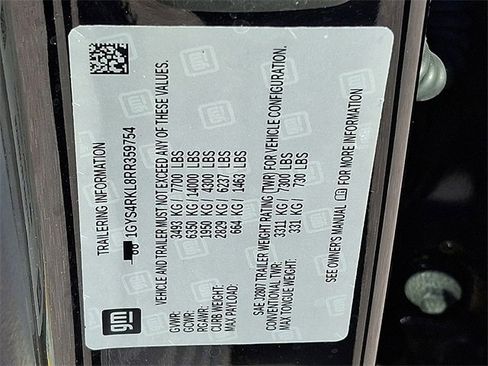 gm
TRAILERING INFORMATION
1GYS4RKL8RR359754
VEHICLE AND TRAILER MUST NOT EXCEED ANY OF THESE VALUES.
GVWR: 3493 KG / 7700 LBS
GCWR: 6350 KG / 14000 LBS
RGAWR: 1950 KG / 4300 LBS
CURB WEIGHT: 2829 KG / 6237 LBS
MAX PAYLOAD: 664 KG / 1463 LBS
SAE J2807 TRAILER WEIGHT RATING (TWR) FOR VEHICLE CONFIGURATION.
CONVENTIONAL TWR: 3311 KG / 7300 LBS
MAX TONGUE WEIGHT: 331 KG / 730 LBS
SEE OWNER'S MANUAL FOR MORE INFORMATION